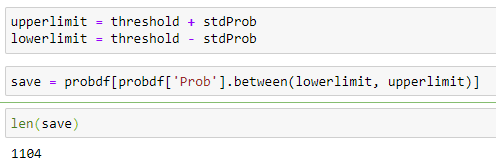 upperlimit = threshold + stdProb
lowerlimit = threshold - stdProb
save = probdf[probdf['Prob'].between(lowerlimit, upperlimit)]
len(save)
1104